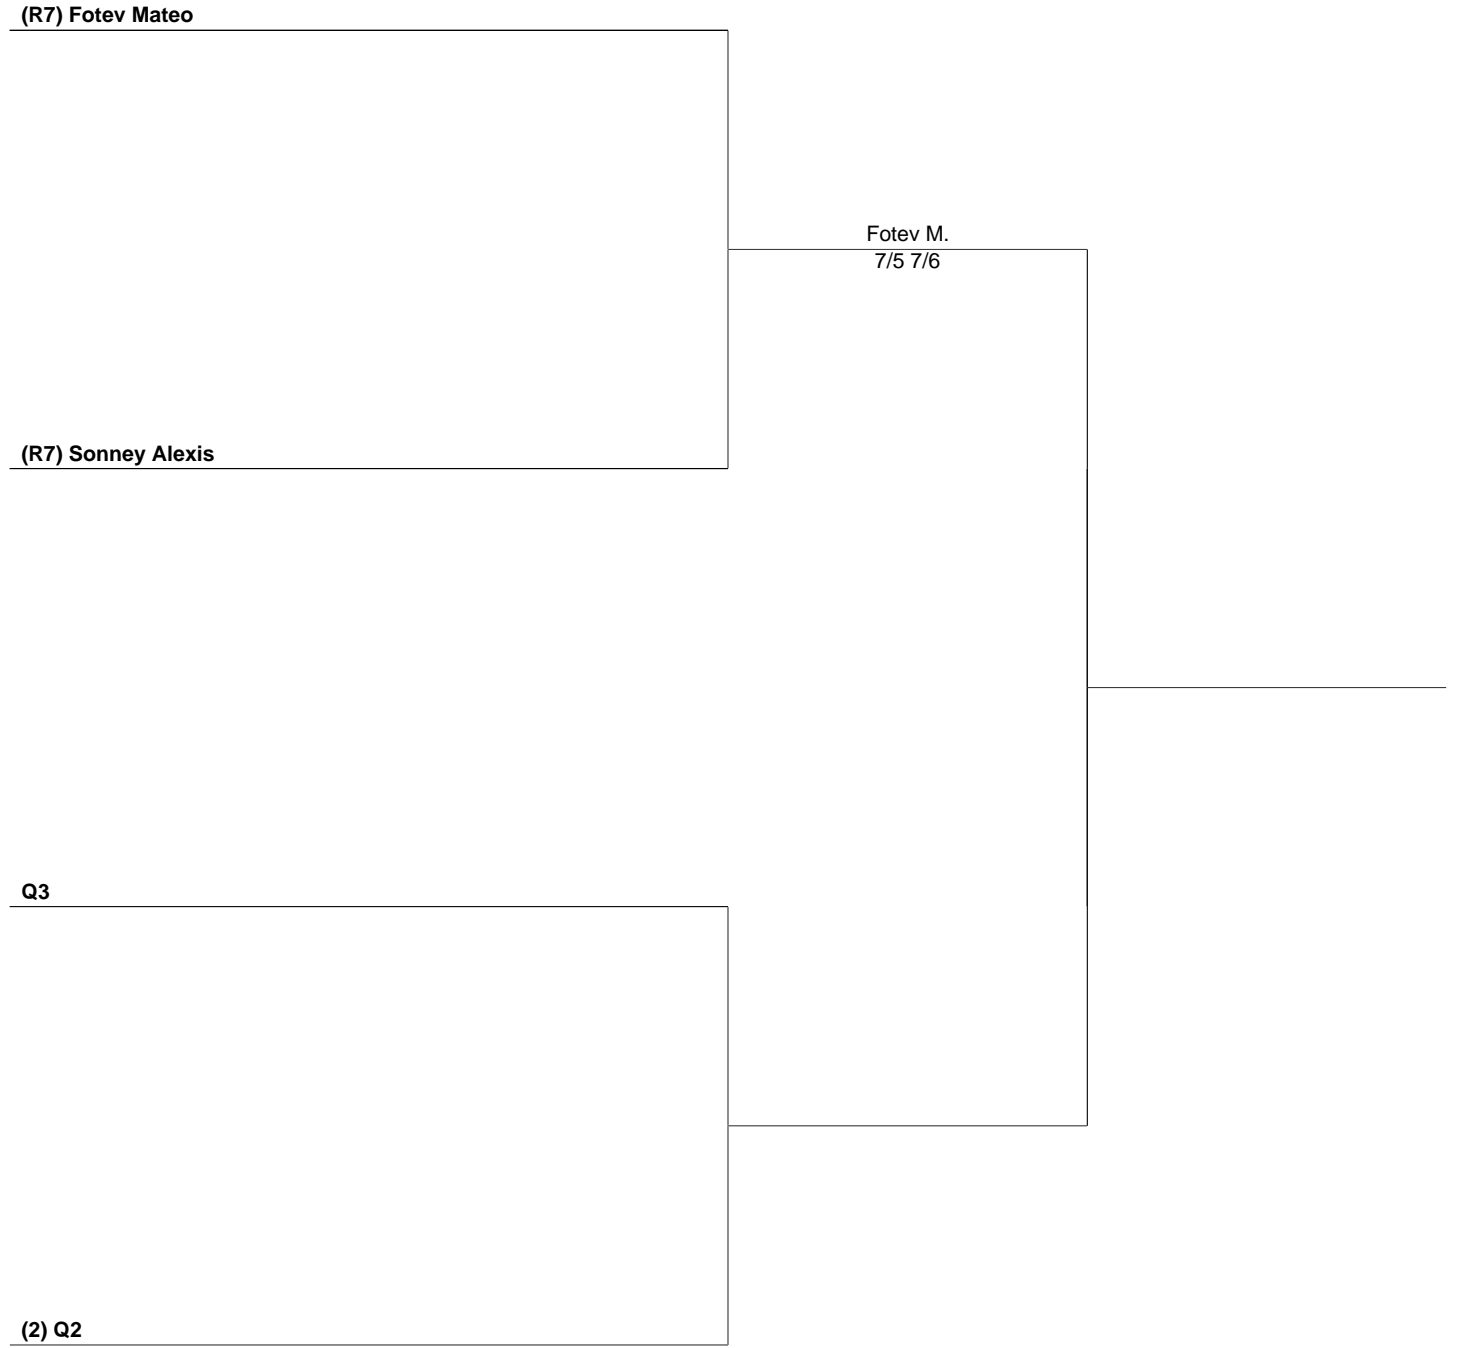 (R7) Fotev Mateo
Fotev M.
7/5 7/6
(R7) Sonney Alexis
Q3
(2) Q2